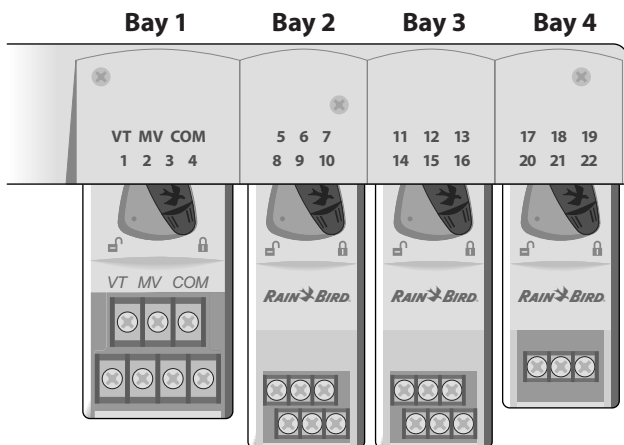 Bay 1 Bay 2 Bay 3 Bay 4
VT MV COM
1 2 3 4
5 6 7
8 9 10
11 12 13
14 15 16
17 18 19
20 21 22
VT MV COM
RAIN BIRD.
RAIN BIRD.
RAIN BIRD.